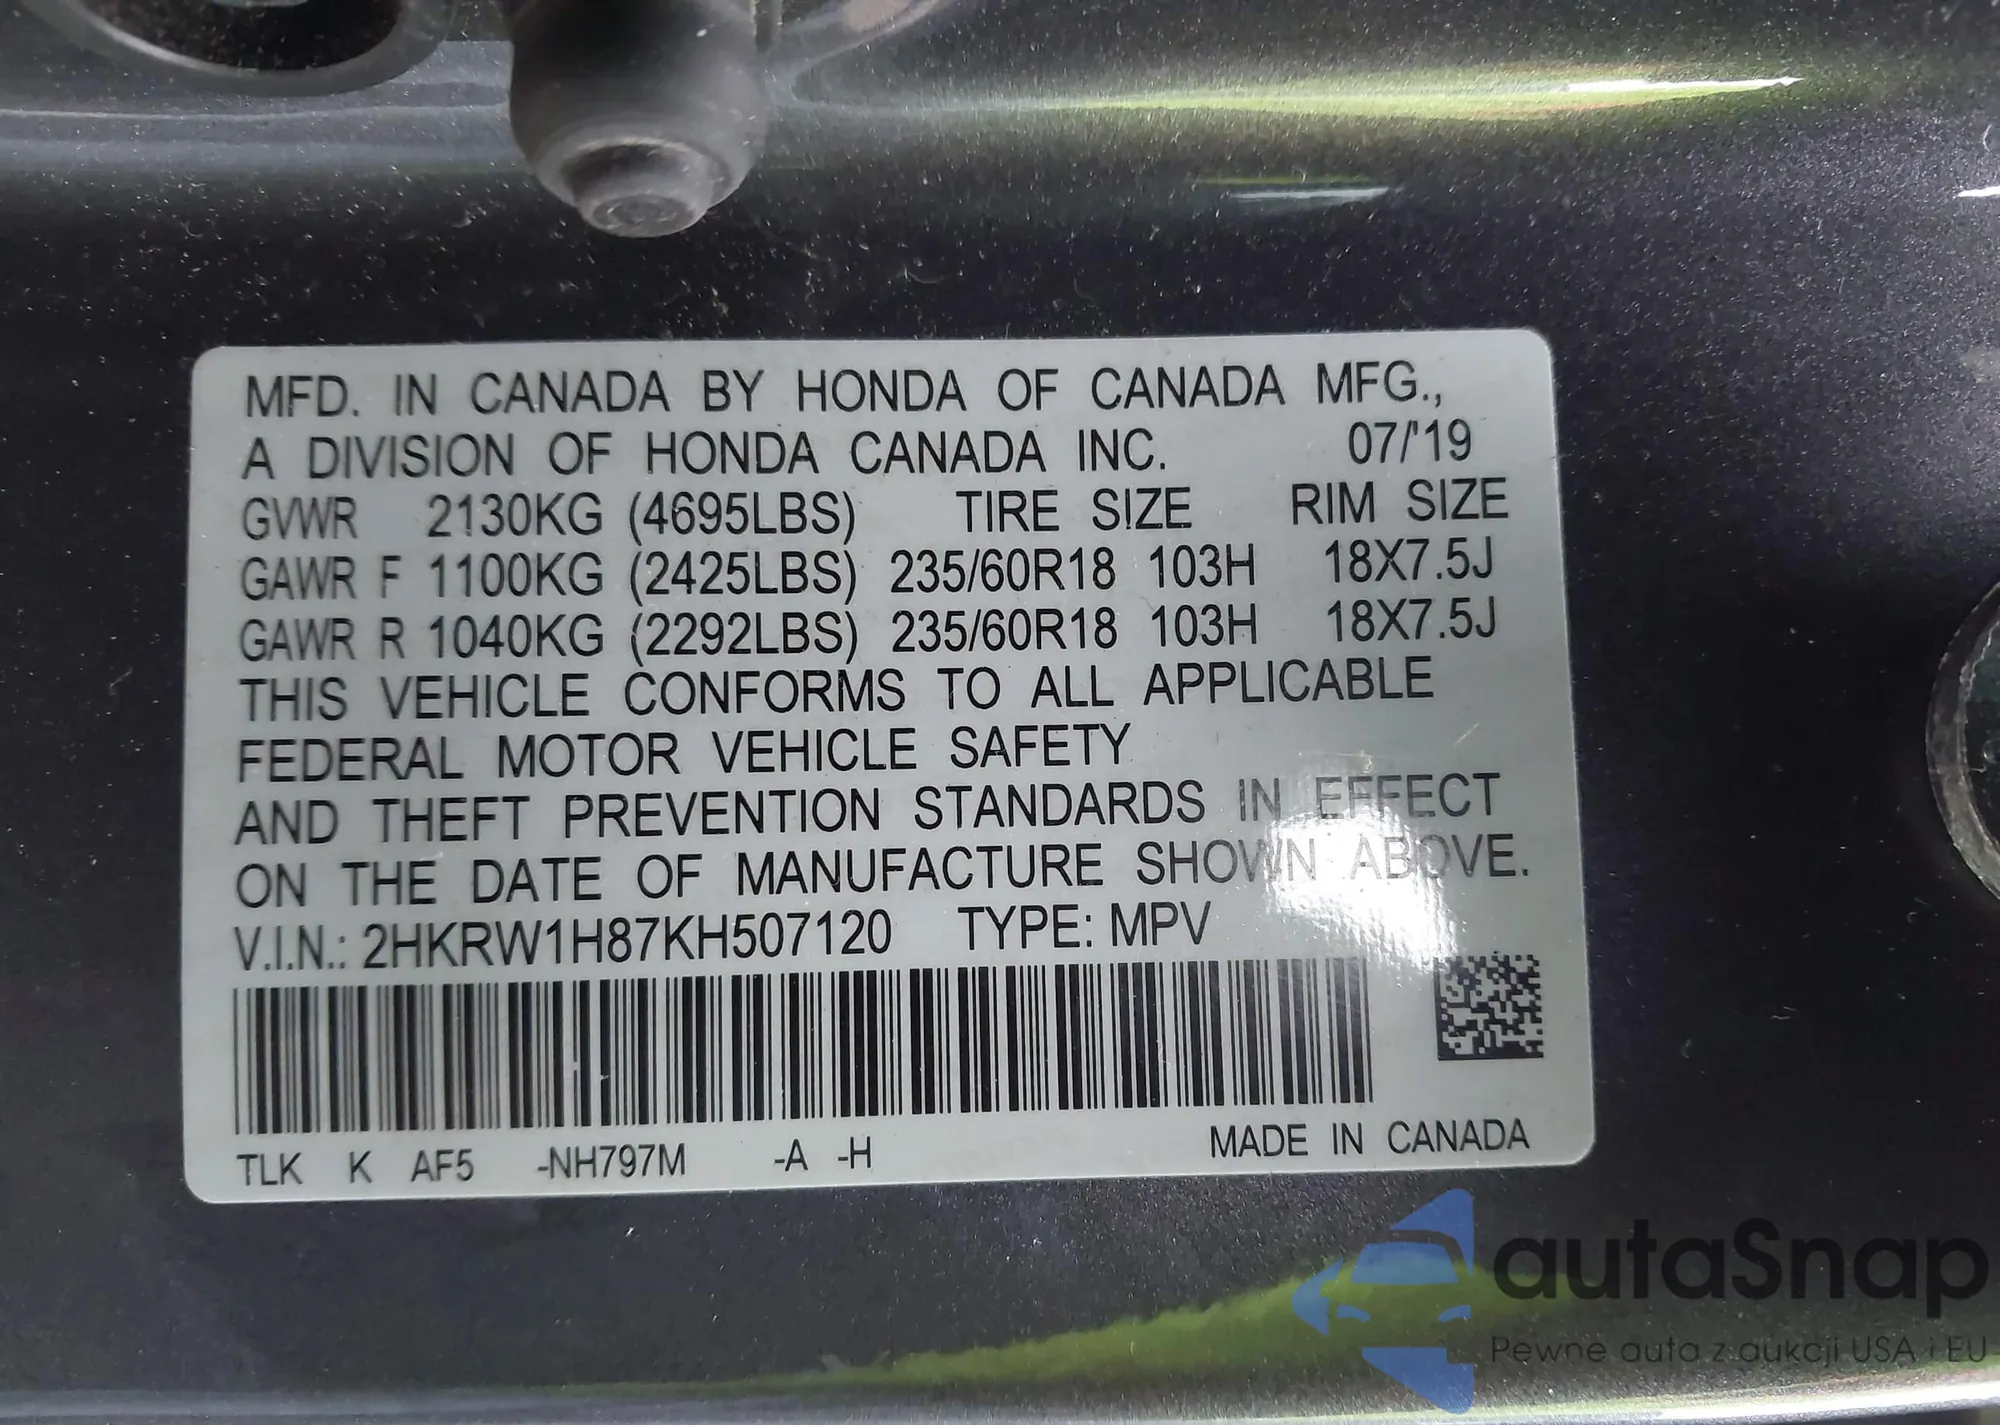 MFD. IN CANADA BY HONDA OF CANADA MFG.,
A DIVISION OF HONDA CANADA INC. 07/'19
GVWR 2130KG (4695LBS) TIRE SIZE RIM SIZE
GAWR F 1100KG (2425LBS) 235/60R18 103H 18X7.5J
GAWR R 1040KG (2292LBS) 235/60R18 103H 18X7.5J
THIS VEHICLE CONFORMS TO ALL APPLICABLE
FEDERAL MOTOR VEHICLE SAFETY
AND THEFT PREVENTION STANDARDS IN EFFECT
ON THE DATE OF MANUFACTURE SHOWN ABOVE.
V.I.N.: 2HKRW1H87KH507120 TYPE: MPV
TLK K AF5 -NH797M -A -H MADE IN CANADA
autaSnap
Pewne auta z aukcji USA i EU